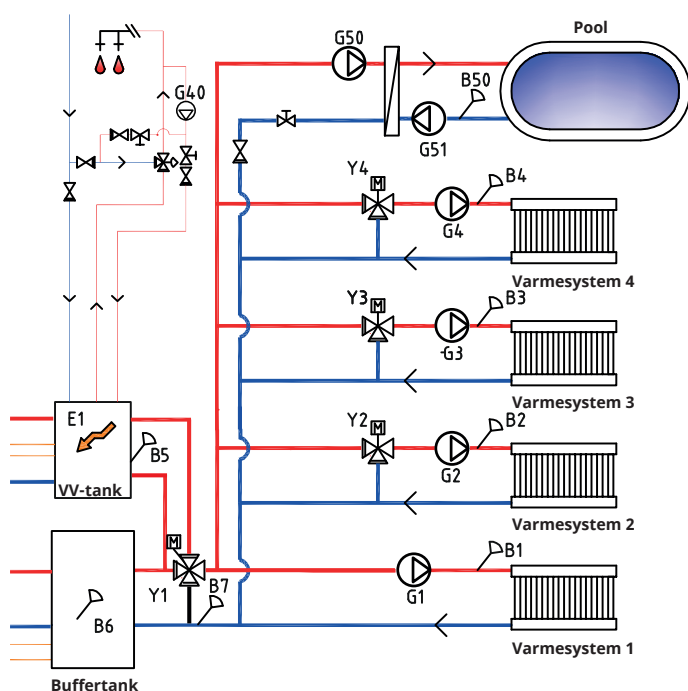 Pool
G50
B50
G40
G51
Y4
B4
G4
Varmesystem 4
Y3
B3
G3
Varmesystem 3
Y2
B2
G2
Varmesystem 2
E1
B5
VV-tank
M
M
M
M
Y1
B7
B1
G1
B6
Varmesystem 1
Buffertank